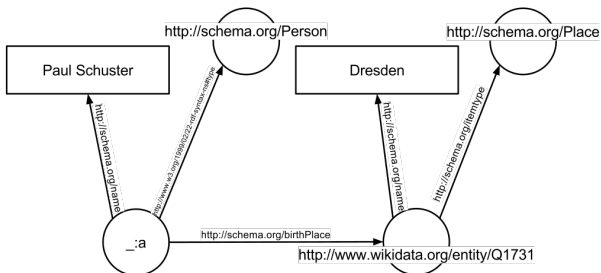 http://schema.org/Person
http://schema.org/Place
Paul Schuster
Dresden
http://schema.org/name
http://www.w3.org/1999/02/22-rdf-syntax-ns#type
http://schema.org/name
http://schema.org/itemtype
http://schema.org/birthPlace
_:a
http://www.wikidata.org/entity/Q1731